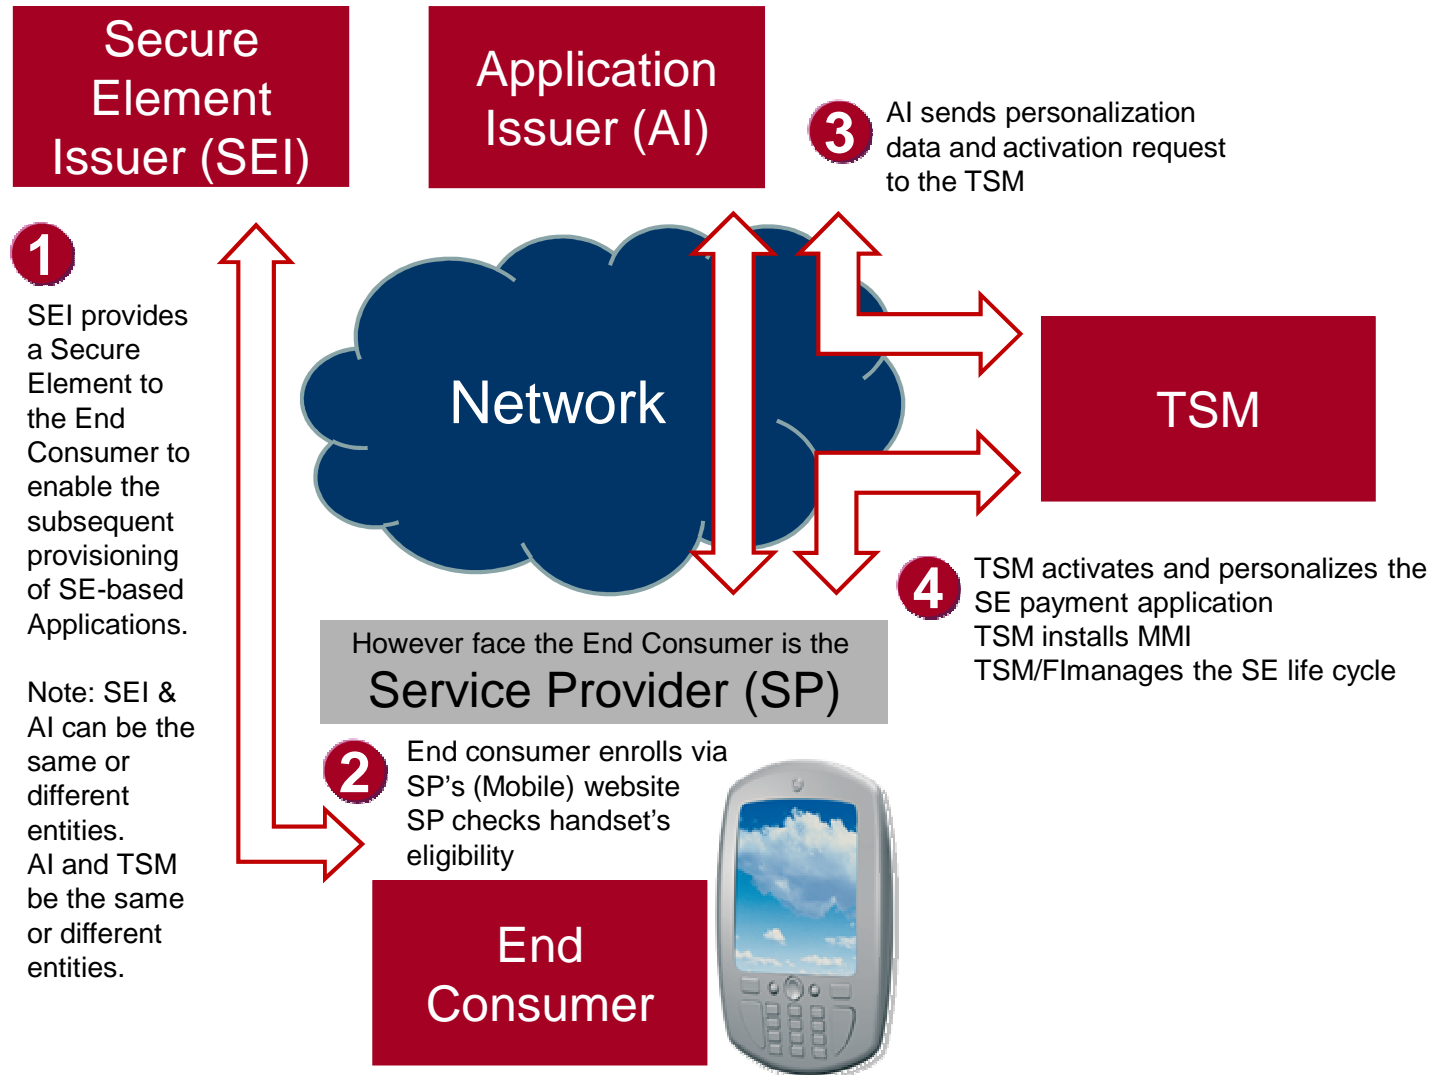 Secure
Element
Issuer (SEI)
Application
Issuer (AI)
3
AI sends personalization
data and activation request
to the TSM
1
SEI provides
a Secure
Element to
the End
Consumer to
enable the
subsequent
provisioning
of SE-based
Applications.
Note: SEI &
AI can be the
same or
different
entities.
AI and TSM
be the same
or different
entities.
Network
TSM
4
TSM activates and personalizes the
SE payment application
TSM installs MMI
TSM/FImanages the SE life cycle
However face the End Consumer is the
Service Provider (SP)
2
End consumer enrolls via
SP's (Mobile) website
SP checks handset's
eligibility
End
Consumer